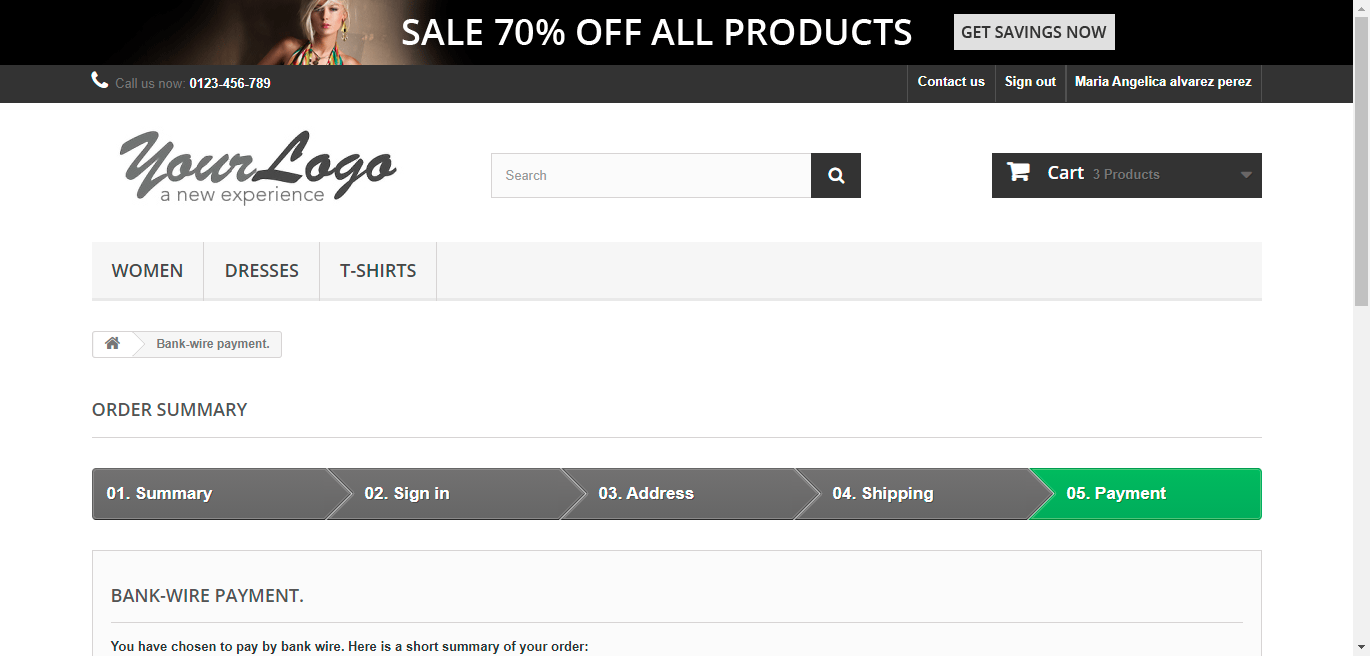 SALE 70% OFF ALL PRODUCTS GET SAVINGS NOW
Call us now: 0123-456-789 Contact us Sign out Maria Angelica alvarez perez
YourLogo
a new experience
Search
Cart 3 Products
WOMEN DRESSES T-SHIRTS
Bank-wire payment.
ORDER SUMMARY
01. Summary 02. Sign in 03. Address 04. Shipping 05. Payment
BANK-WIRE PAYMENT.
You have chosen to pay by bank wire. Here is a short summary of your order: